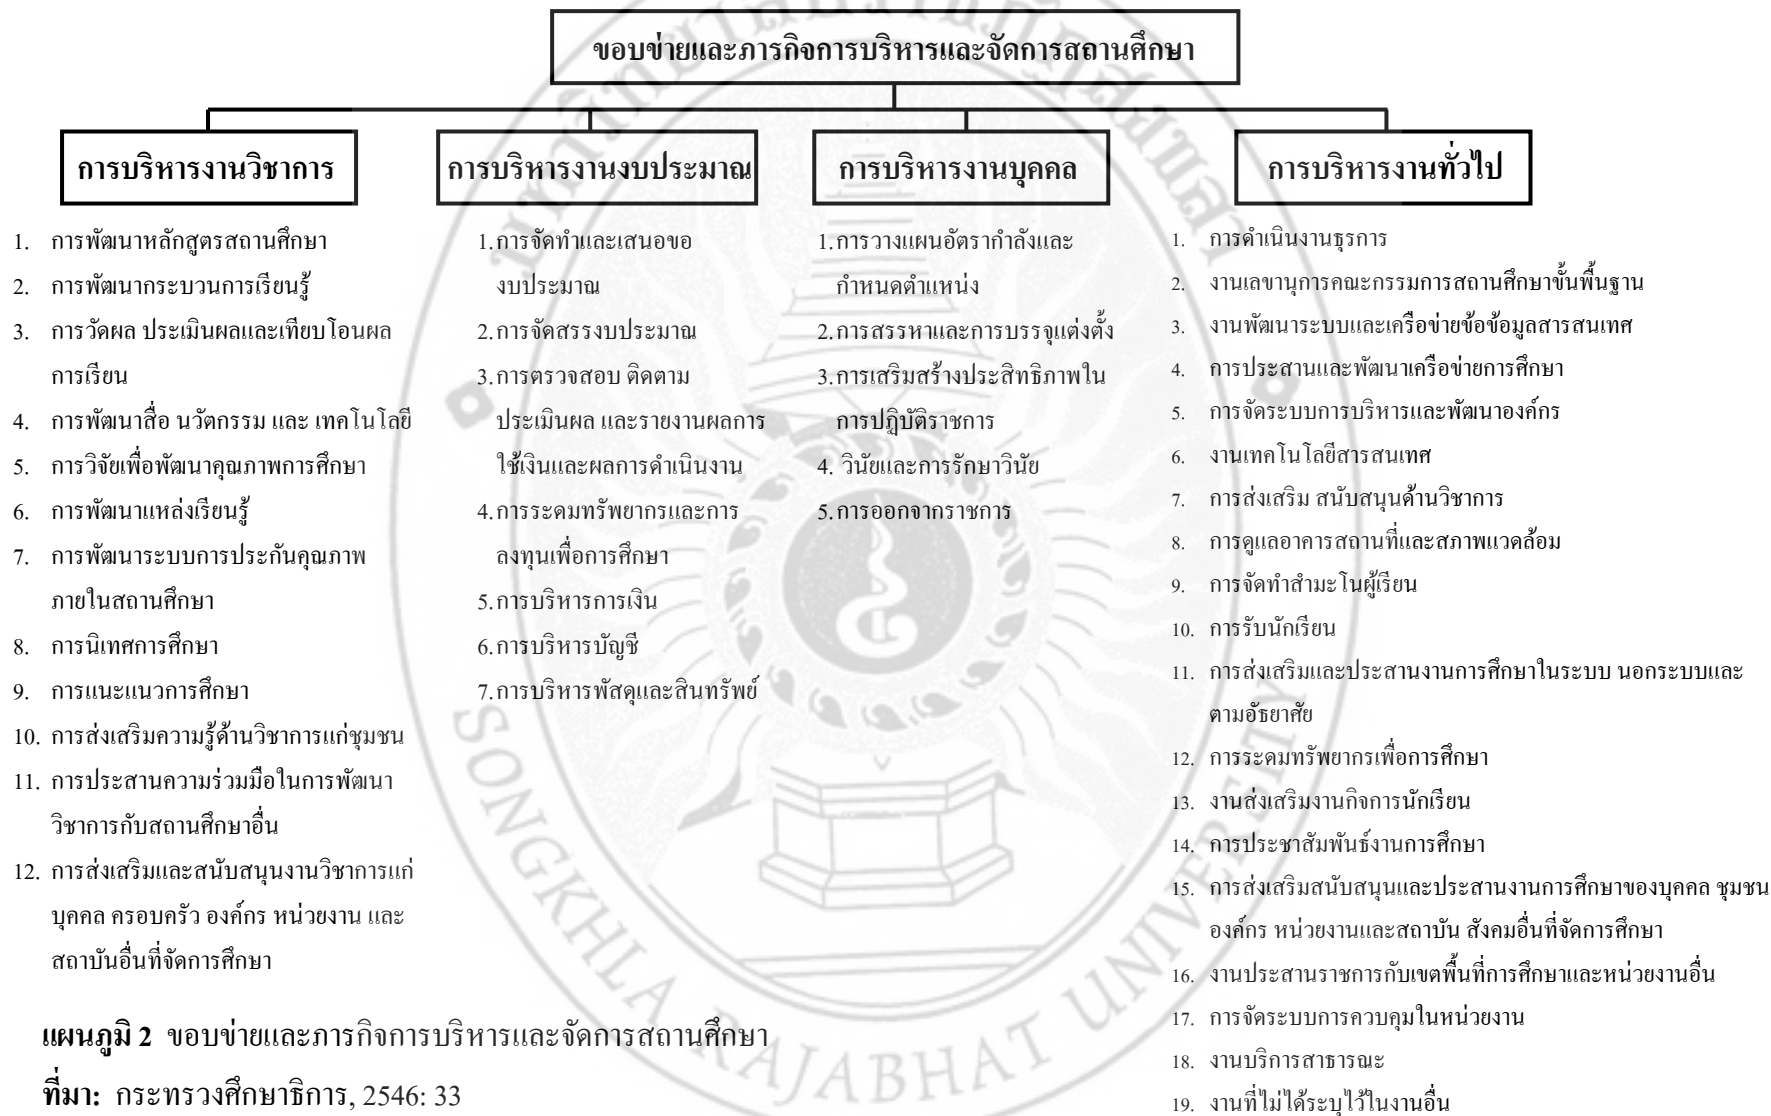 ขอบข่ายและภารกิจการบริหารและจัดการสถานศึกษา
การบริหารงานวิชาการ
1. การพัฒนาหลักสูตรสถานศึกษา
2. การพัฒนากระบวนการเรียนรู้
3. การวัดผล ประเมินผลและเทียบโอนผล
การเรียน
4. การพัฒนาสื่อ นวัตกรรม และ เทคโนโลยี
5. การวิจัยเพื่อพัฒนาคุณภาพการศึกษา
6. การพัฒนาแหล่งเรียนรู้
7. การพัฒนาระบบการประกันคุณภาพ
ภายในสถานศึกษา
8. การนิเทศการศึกษา
9. การแนะแนวการศึกษา
10. การส่งเสริมความรู้ด้านวิชาการแก่ชุมชน
11. การประสานความร่วมมือในการพัฒนา
วิชาการกับสถานศึกษาอื่น
12. การส่งเสริมและสนับสนุนงานวิชาการแก่
บุคคล ครอบครัว องค์กร หน่วยงาน และ
สถาบันอื่นที่จัดการศึกษา
การบริหารงานงบประมาณ
1.การจัดทำและเสนอขอ
งบประมาณ
2.การจัดสรรงบประมาณ
3.การตรวจสอบ ติดตาม
ประเมินผล และรายงานผลการ
ใช้เงินและผลการดำเนินงาน
4.การระดมทรัพยากรและการ
ลงทุนเพื่อการศึกษา
5.การบริหารการเงิน
6.การบริหารบัญชี
7.การบริหารพัสดุและสินทรัพย์
การบริหารงานบุคคล
1.การวางแผนอัตรากำลังและ
กำหนดตำแหน่ง
2.การสรรหาและการบรรจุแต่งตั้ง
3.การเสริมสร้างประสิทธิภาพใน
การปฏิบัติราชการ
4. วินัยและการรักษาวินัย
5.การออกจากราชการ
การบริหารงานทั่วไป
1. การดำเนินงานธุรการ
2. งานเลขานุการคณะกรรมการสถานศึกษาขั้นพื้นฐาน
3. งานพัฒนาระบบและเครือข่ายข้อข้อมูลสารสนเทศ
4. การประสานและพัฒนาเครือข่ายการศึกษา
5. การจัดระบบการบริหารและพัฒนาองค์กร
6. งานเทคโนโลยีสารสนเทศ
7. การส่งเสริม สนับสนุนด้านวิชาการ
8. การดูแลอาคารสถานที่และสภาพแวดล้อม
9. การจัดทำสำมะโนผู้เรียน
10. การรับนักเรียน
11. การส่งเสริมและประสานงานการศึกษาในระบบ นอกระบบและ
ตามอัธยาศัย
12. การระดมทรัพยากรเพื่อการศึกษา
13. งานส่งเสริมงานกิจการนักเรียน
14. การประชาสัมพันธ์งานการศึกษา
15. การส่งเสริมสนับสนุนและประสานงานการศึกษาของบุคคล ชุมชน
องค์กร หน่วยงานและสถาบัน สังคมอื่นที่จัดการศึกษา
16. งานประสานราชการกับเขตพื้นที่การศึกษาและหน่วยงานอื่น
17. การจัดระบบการควบคุมในหน่วยงาน
18. งานบริการสาธารณะ
19. งานที่ไม่ได้ระบุไว้ในงานอื่น
แผนภูมิ 2 ขอบข่ายและภารกิจการบริหารและจัดการสถานศึกษา
ที่มา: กระทรวงศึกษาธิการ, 2546: 33
มหาวิทยาลัยราชภัฏสงขลา
SONGKHLA RAJABHAT UNIVERSITY